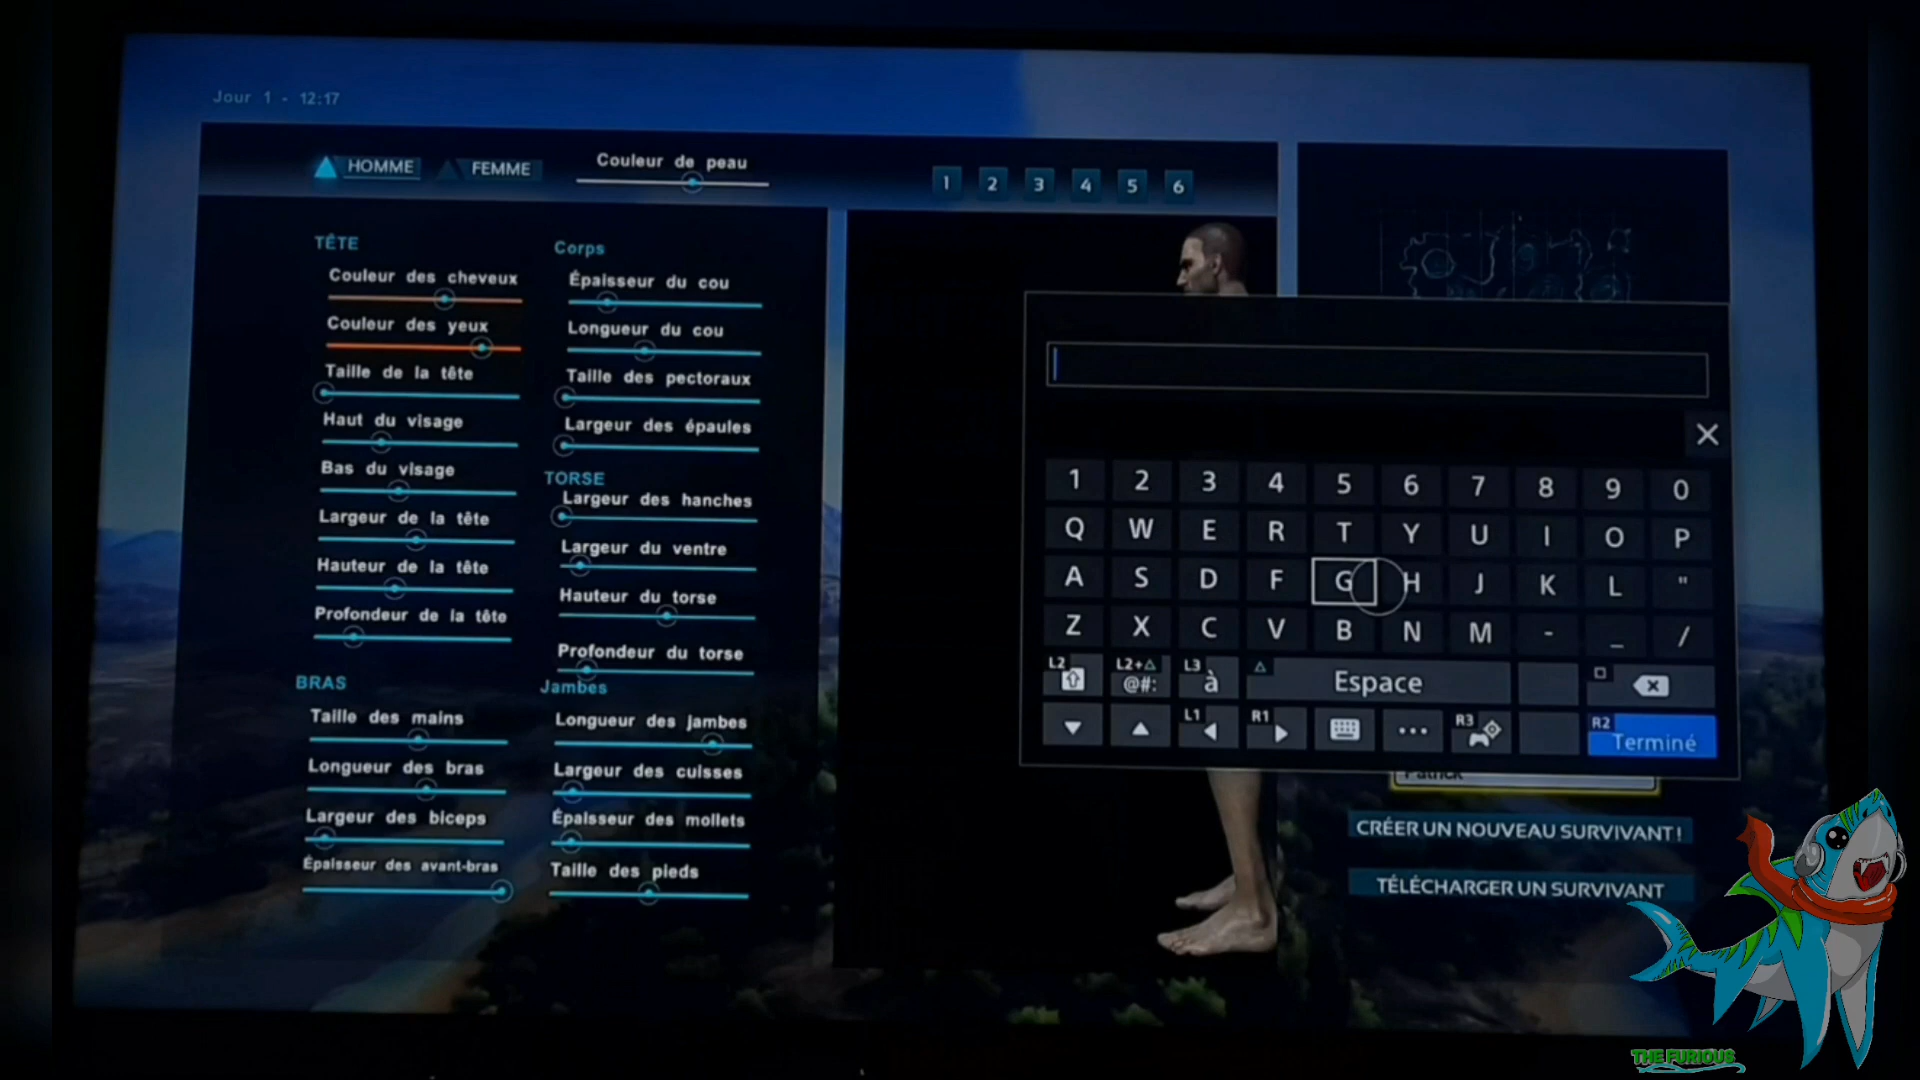 Jour 1 - 12:17
HOMME
FEMME
Couleur de peau
1 2 3 4 5 6
TÊTE
Couleur des cheveux
Couleur des yeux
Taille de la tête
Haut du visage
Bas du visage
Largeur de la tête
Hauteur de la tête
Profondeur de la tête
BRAS
Taille des mains
Longueur des bras
Largeur des biceps
Épaisseur des avant-bras
Corps
Épaisseur du cou
Longueur du cou
Taille des pectoraux
Largeur des épaules
TORSE
Largeur des hanches
Largeur du ventre
Hauteur du torse
Profondeur du torse
Jambes
Longueur des jambes
Largeur des cuisses
Épaisseur des mollets
Taille des pieds
1 2 3 4 5 6 7 8 9 0
Q W E R T Y U I O P
A S D F G H J K L "
Z X C V B N M - _ /
L2 L2+△ @#: L3 à △ Espace □
L1 R1 ... R3 R2 Terminé
Patrick
CRÉER UN NOUVEAU SURVIVANT !
TÉLÉCHARGER UN SURVIVANT
THE FURIOUS